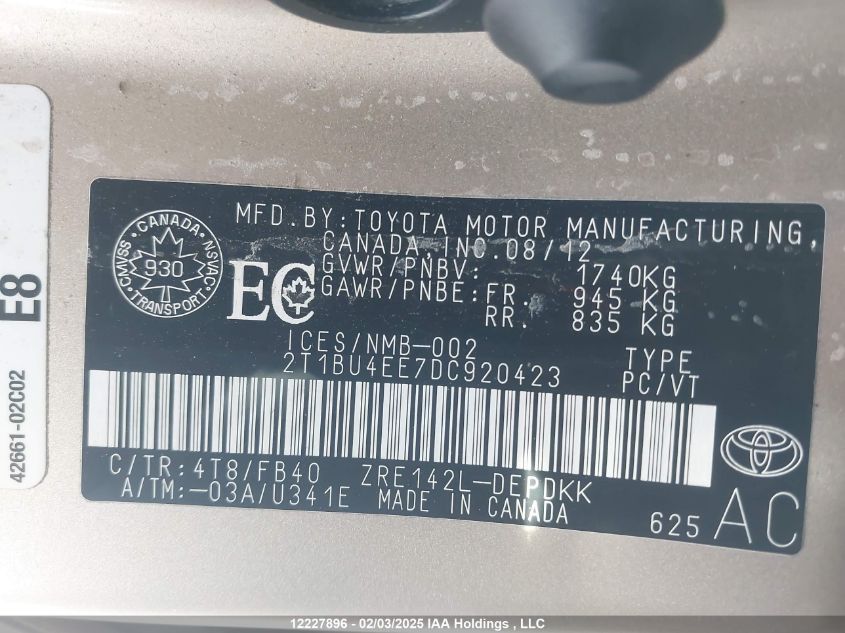 E8
42661-02C02
CMVSS · CANADA · NSVAC
930
TRANSPORT
MFD.BY:TOYOTA MOTOR MANUFACTURING,
CANADA,INC.08/12
GVWR/PNBV: 1740KG
GAWR/PNBE:FR. 945 KG
RR. 835 KG
EC
ICES/NMB-002
2T1BU4EE7DC920423
TYPE
PC/VT
C/TR:4T8/FB40 ZRE142L-DEPDKK
A/TM:-03A/U341E MADE IN CANADA
625 AC
12227896 - 02/03/2025 IAA Holdings , LLC